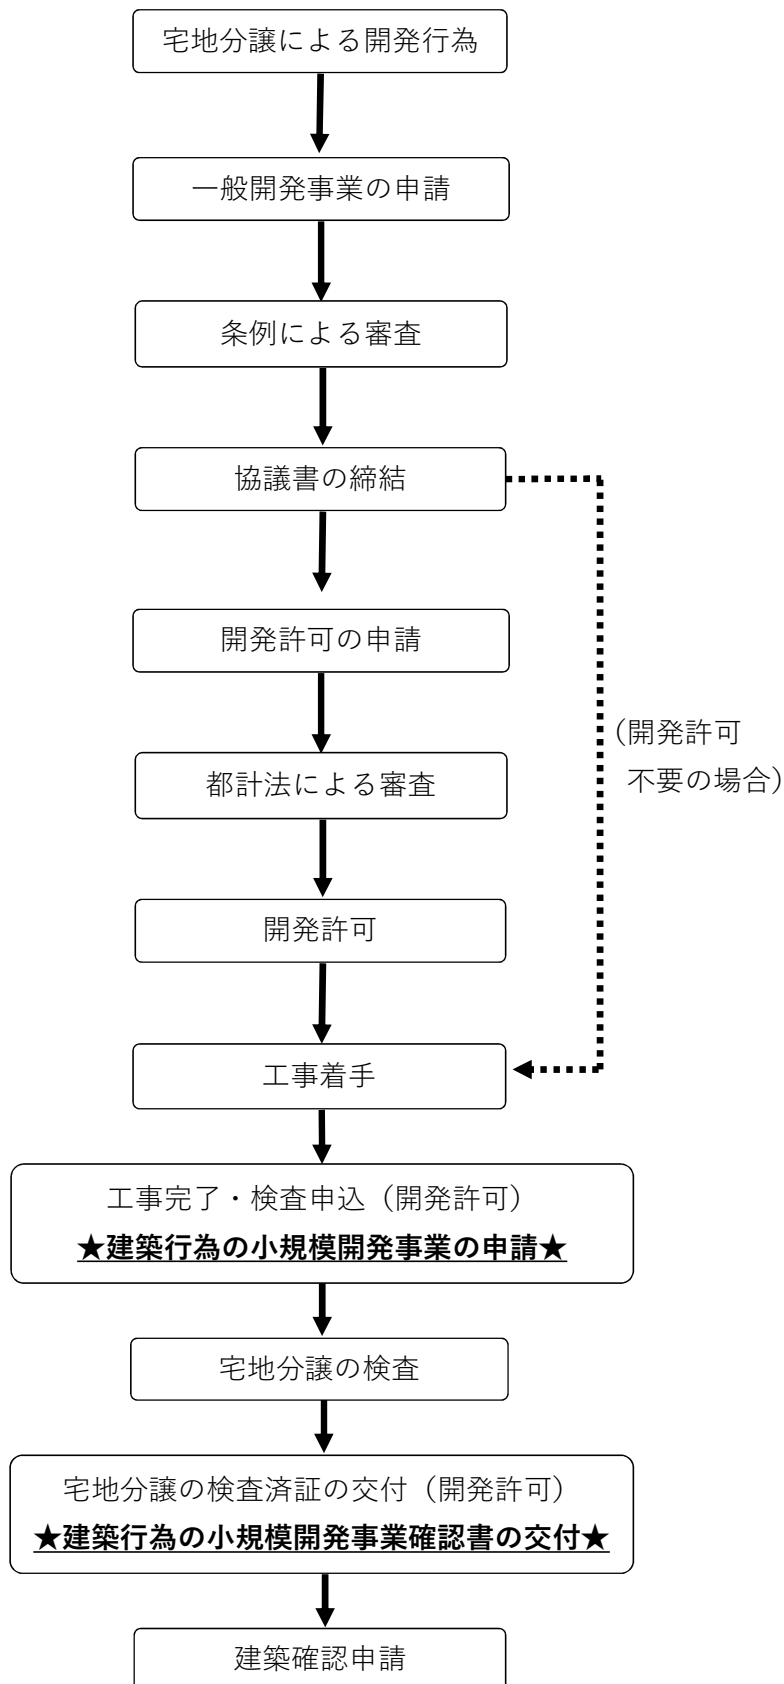 宅地分譲による開発行為
一般開発事業の申請
条例による審査
協議書の締結
開発許可の申請
（開発許可
不要の場合）
都計法による審査
開発許可
工事着手
工事完了・検査申込（開発許可）
★建築行為の小規模開発事業の申請★
宅地分譲の検査
宅地分譲の検査済証の交付（開発許可）
★建築行為の小規模開発事業確認書の交付★
建築確認申請